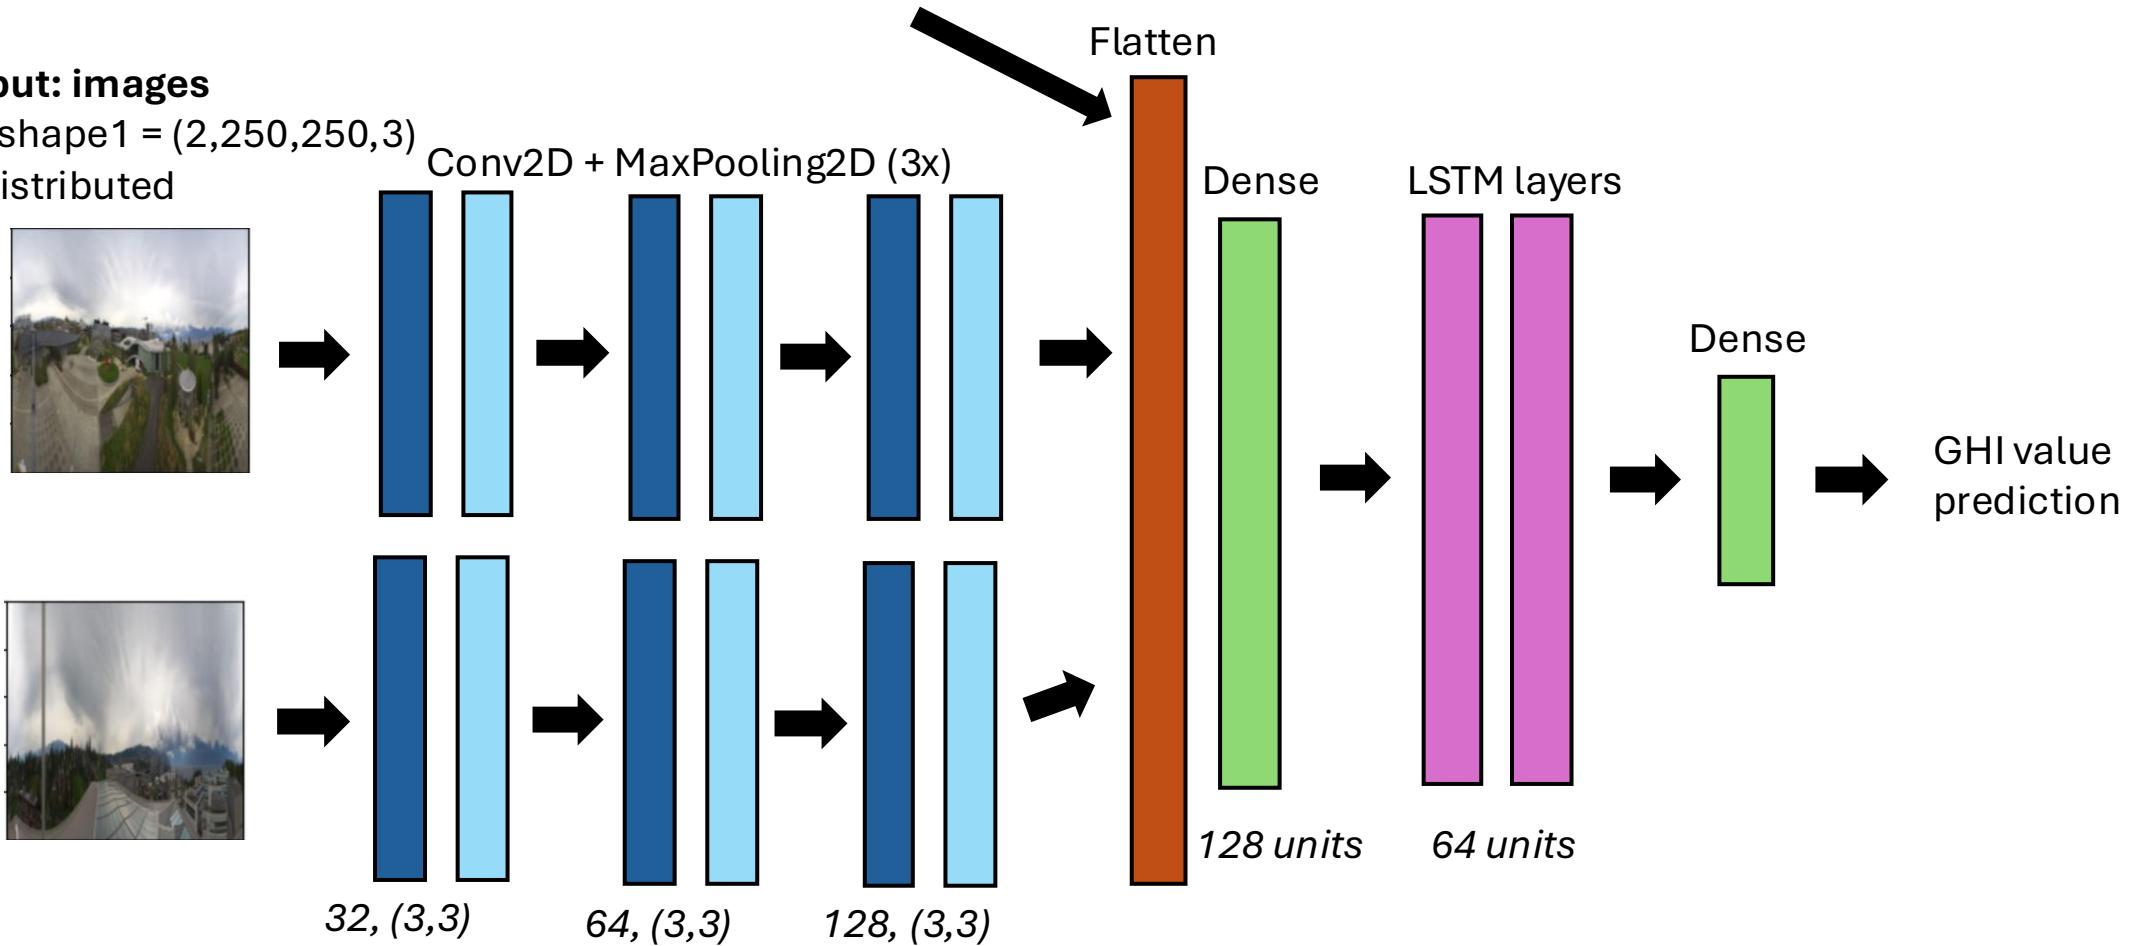 Flatten
put: images
shape1 = (2,250,250,3)
istributed
Conv2D + MaxPooling2D (3x)
Dense
LSTM layers
Dense
GHI value
prediction
128 units
64 units
32, (3,3)
64, (3,3)
128, (3,3)